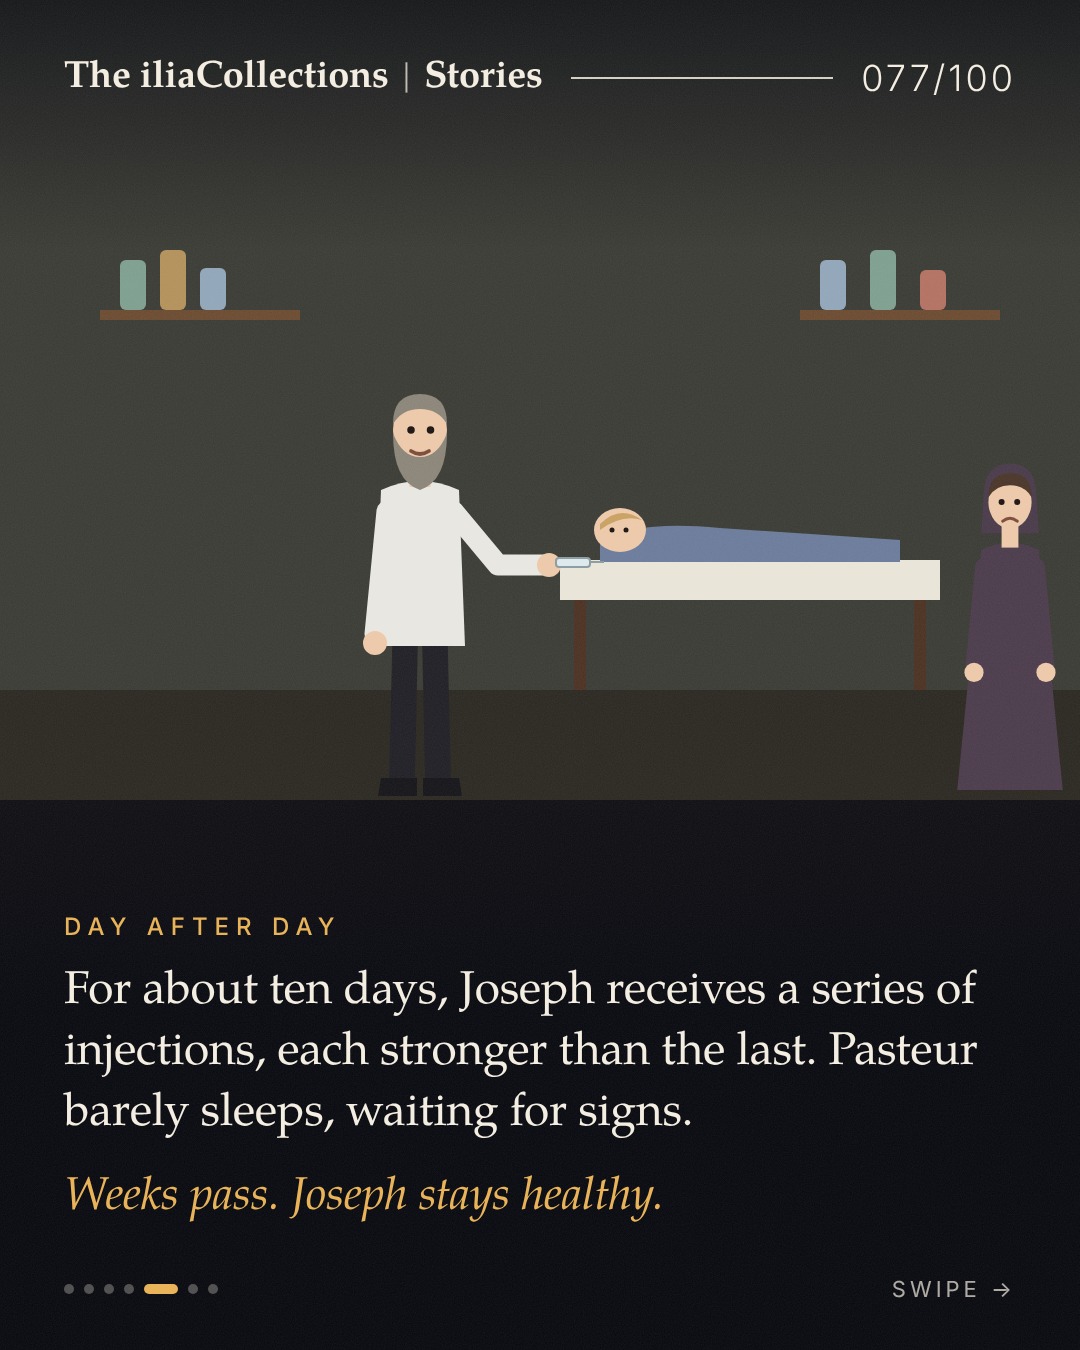 The iliaCollections | Stories 077/100
DAY AFTER DAY
For about ten days, Joseph receives a series of
injections, each stronger than the last. Pasteur
barely sleeps, waiting for signs.
Weeks pass. Joseph stays healthy.
SWIPE →